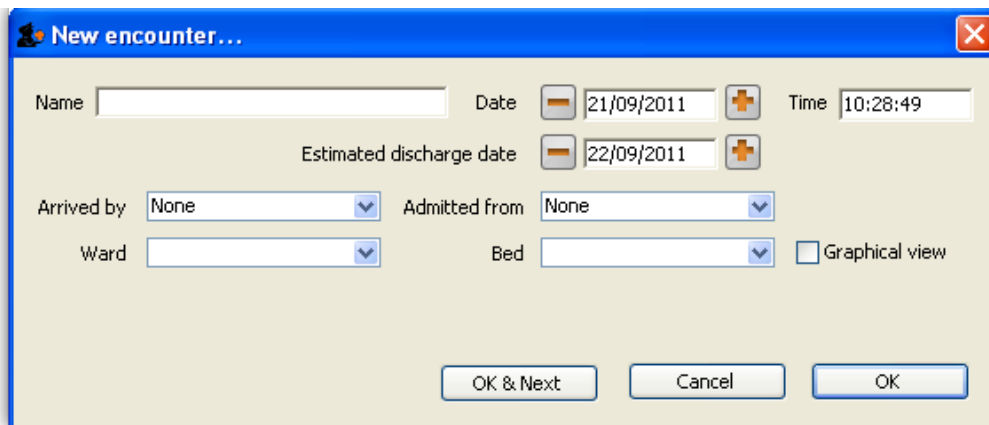 New encounter...
Name Date 21/09/2011 Time 10:28:49
Estimated discharge date 22/09/2011
Arrived by None Admitted from None
Ward Bed Graphical view
OK & Next Cancel OK